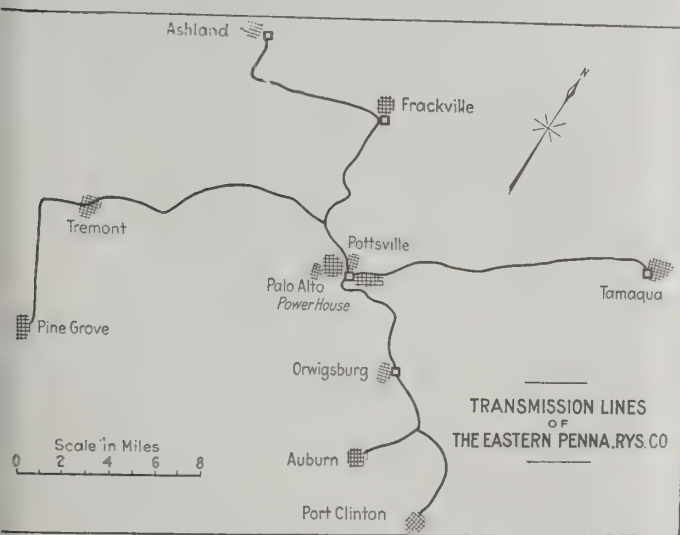 Ashland
N
Frackville
Tremont
Pottsville
Palo Alto
Power House
Tamaqua
Pine Grove
Orwigsburg
TRANSMISSION LINES
OF
THE EASTERN PENNA. RYS. CO
Scale in Miles
0 2 4 6 8
Auburn
Port Clinton